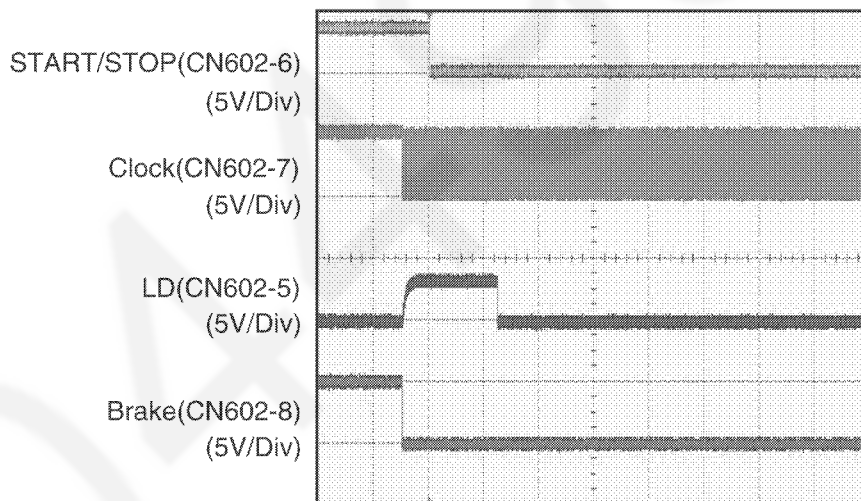 START/STOP(CN602-6)
(5V/Div)
Clock(CN602-7)
(5V/Div)
LD(CN602-5)
(5V/Div)
Brake(CN602-8)
(5V/Div)